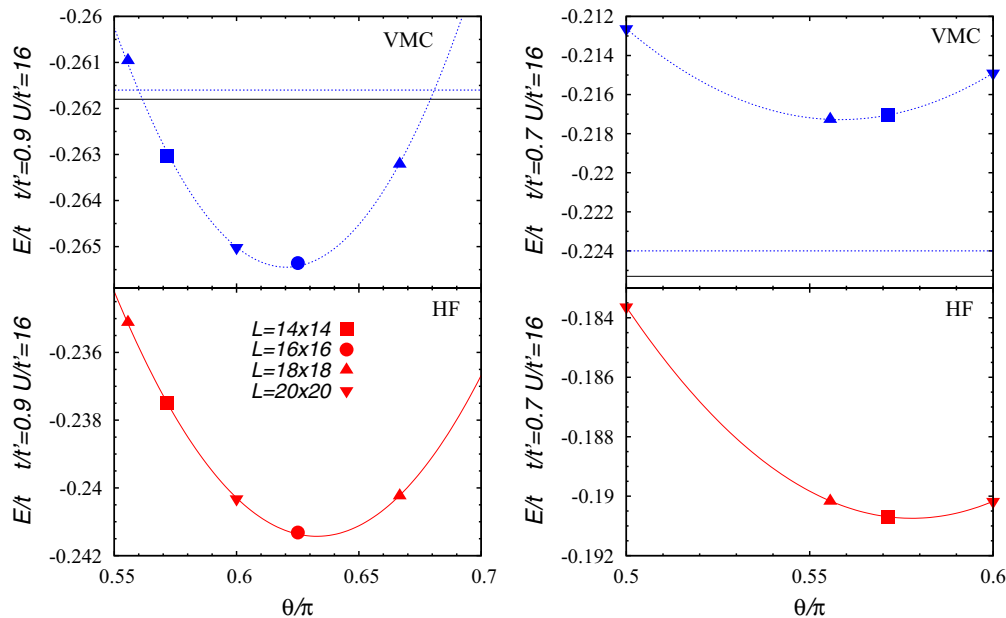 -0.26
-0.261
-0.262
-0.263
-0.264
-0.265
VMC
E/t t/t'=0.9 U/t'=16
-0.212
-0.214
-0.216
-0.218
-0.22
-0.222
-0.224
-0.226
VMC
E/t t/t'=0.7 U/t'=16
-0.236
-0.238
-0.24
-0.242
HF
L=14x14
L=16x16
L=18x18
L=20x20
E/t t/t'=0.9 U/t'=16
0.55 0.6 0.65 0.7
θ/π
-0.184
-0.186
-0.188
-0.19
-0.192
HF
E/t t/t'=0.7 U/t'=16
0.5 0.55 0.6
θ/π